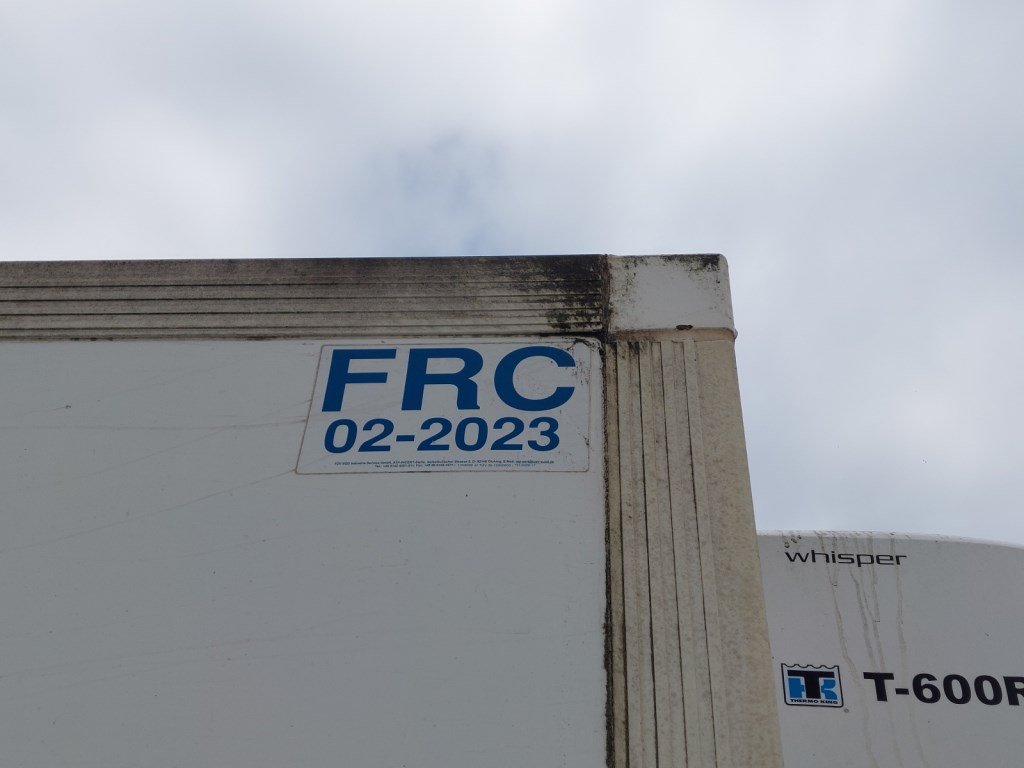 FRC
02-2023
whisper
THERMO KING
T-600R